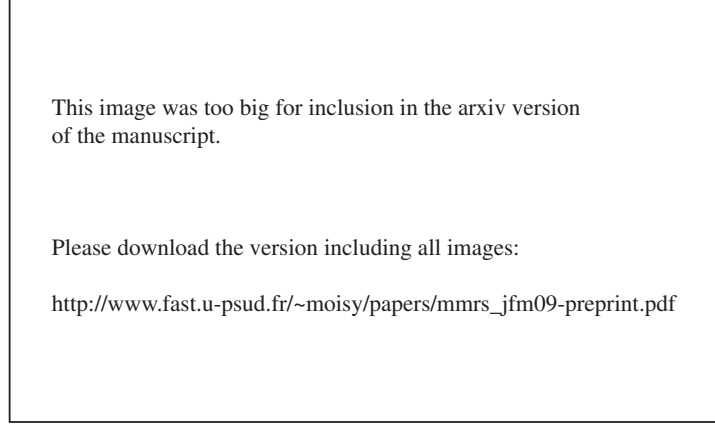 This image was too big for inclusion in the arxiv version
of the manuscript.
Please download the version including all images:
http://www.fast.u-psud.fr/~moisy/papers/mmrs_jfm09-preprint.pdf